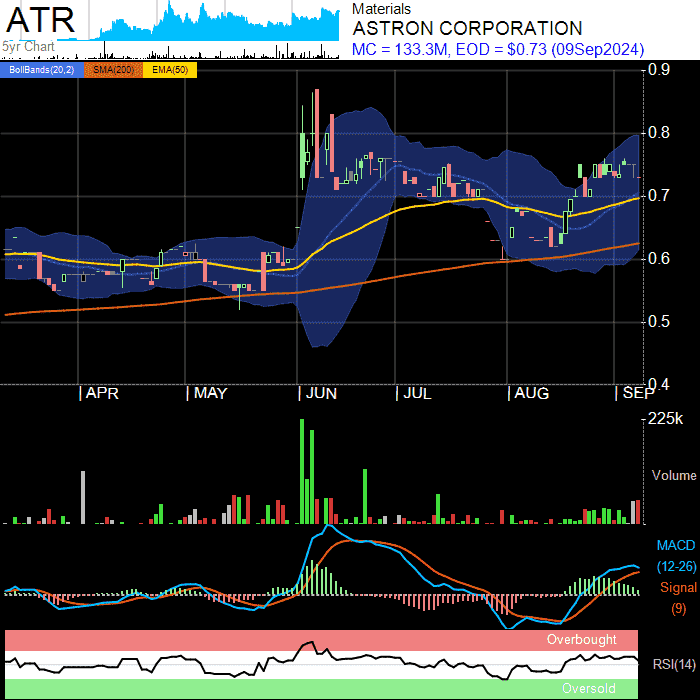 ATR
5yr Chart
Materials
ASTRON CORPORATION
MC = 133.3M, EOD = $0.73 (09Sep2024)
BollBands(20,2) SMA(200) EMA(50)
0.9
0.8
0.7
0.6
0.5
0.4
| APR | MAY | JUN | JUL | AUG | SEP
225k
Volume
MACD
(12-26)
Signal
(9)
Overbought
RSI(14)
Oversold